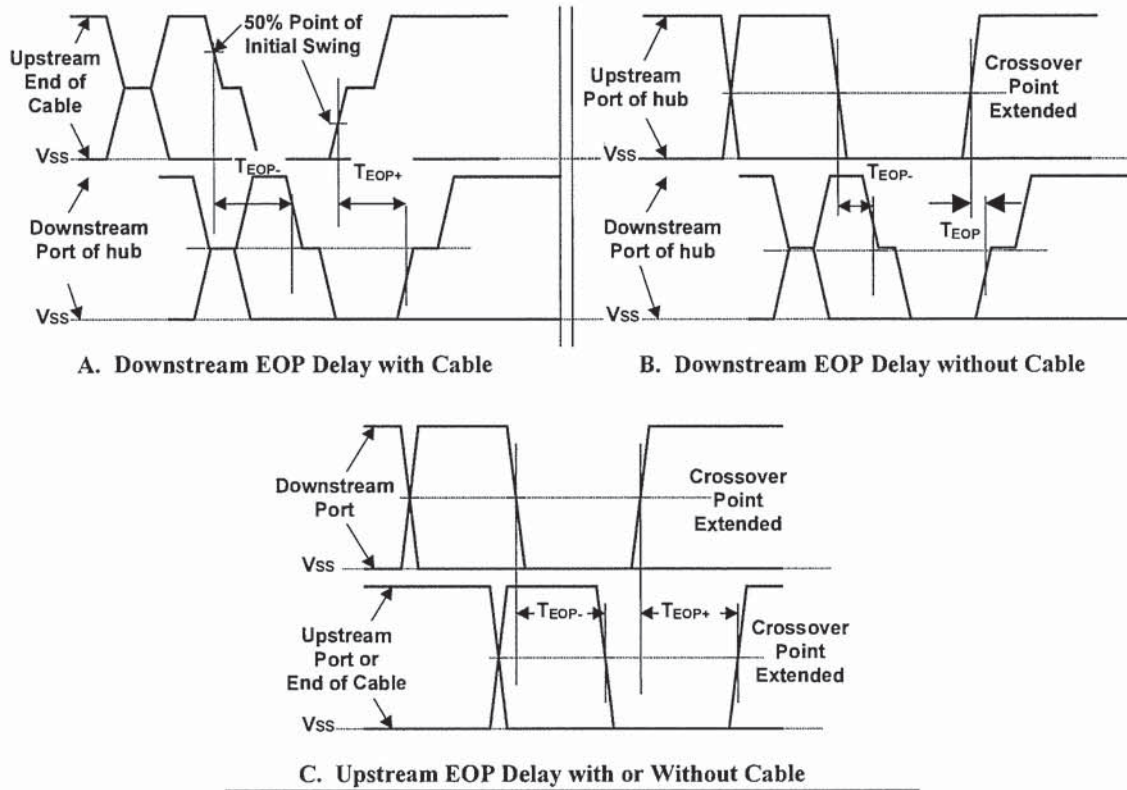 50% Point of
Initial Swing
Upstream
End of
Cable
VSS
TEOP-
TEOP+
Downstream
Port of hub
VSS
A. Downstream EOP Delay with Cable
Upstream
Port of hub
Crossover
Point
Extended
VSS
TEOP-
TEOP
Downstream
Port of hub
VSS
B. Downstream EOP Delay without Cable
Downstream
Port
Crossover
Point
Extended
VSS
TEOP-
TEOP+
Upstream
Port or
End of Cable
Crossover
Point
Extended
VSS
C. Upstream EOP Delay with or Without Cable